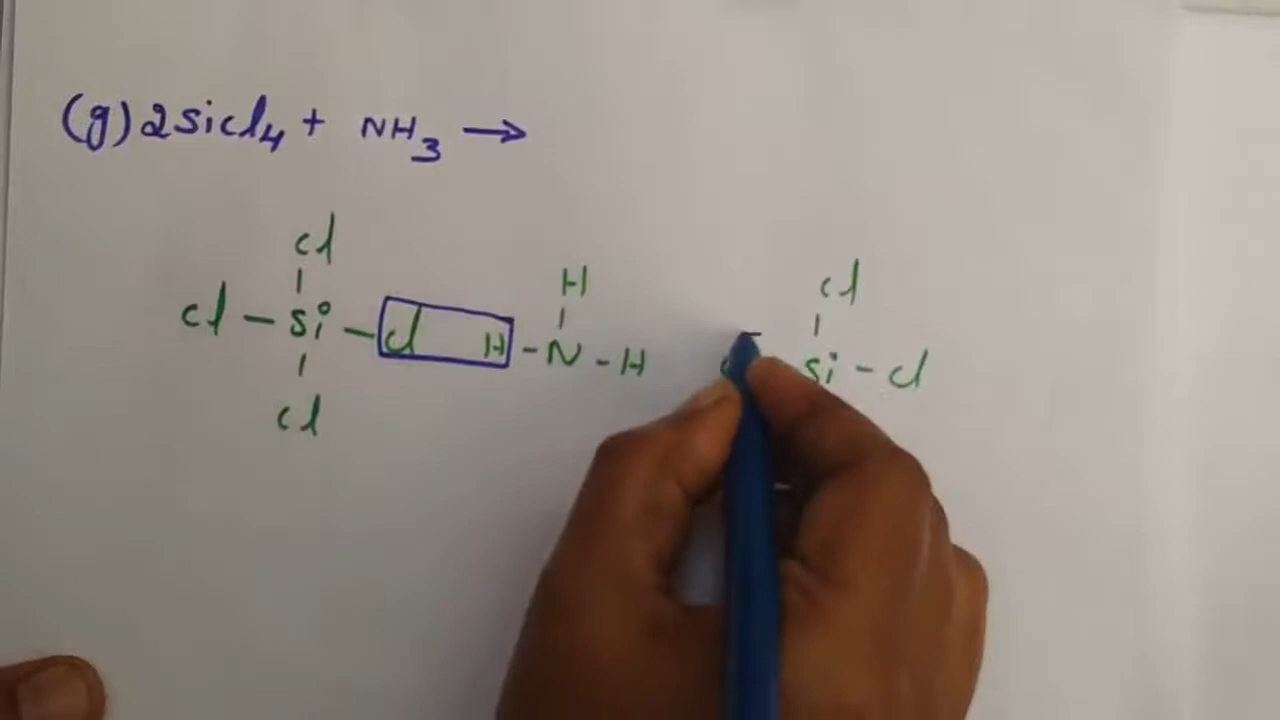 (g) 2SiCl4 + NH3 →
Cl Cl
H
Cl - Si - Cl H - N - H Si - Cl
Cl